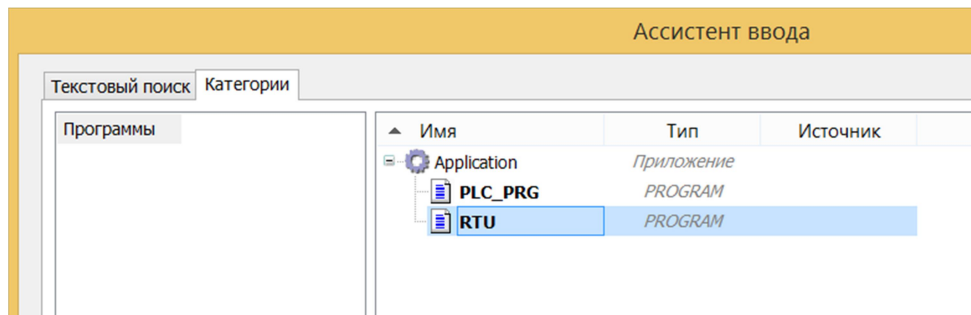 Ассистент ввода
Текстовый поиск Категории
Программы
Имя Тип Источник
Application Приложение
PLC_PRG PROGRAM
RTU PROGRAM